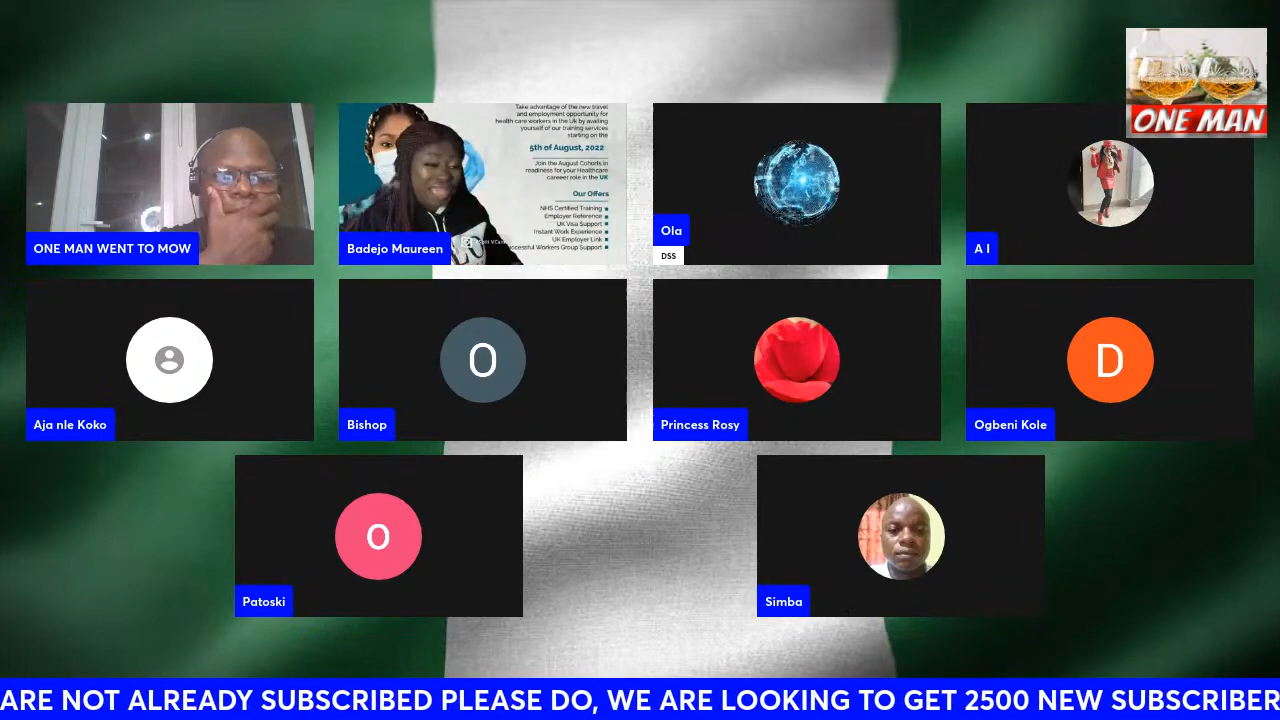 ONE MAN
Take advantage of the new travel
and employment opportunity for
health care workers in the Uk by availing
yourself of our training services
starting on the
5th of August, 2022
Join the August Cohorts in
readiness for your Healthcare
careeer role in the UK
Our Offers
NHS Certified Training
Employer Reference
UK Visa Support
Instant Work Experience
UK Employer Link
Workers Group Support
ONE MAN WENT TO MOW
Badejo Maureen
Ola
DSS
A I
Aja nle Koko
O
Bishop
Princess Rosy
D
Ogbeni Kole
O
Patoski
Simba
ARE NOT ALREADY SUBSCRIBED PLEASE DO, WE ARE LOOKING TO GET 2500 NEW SUBSCRIBER